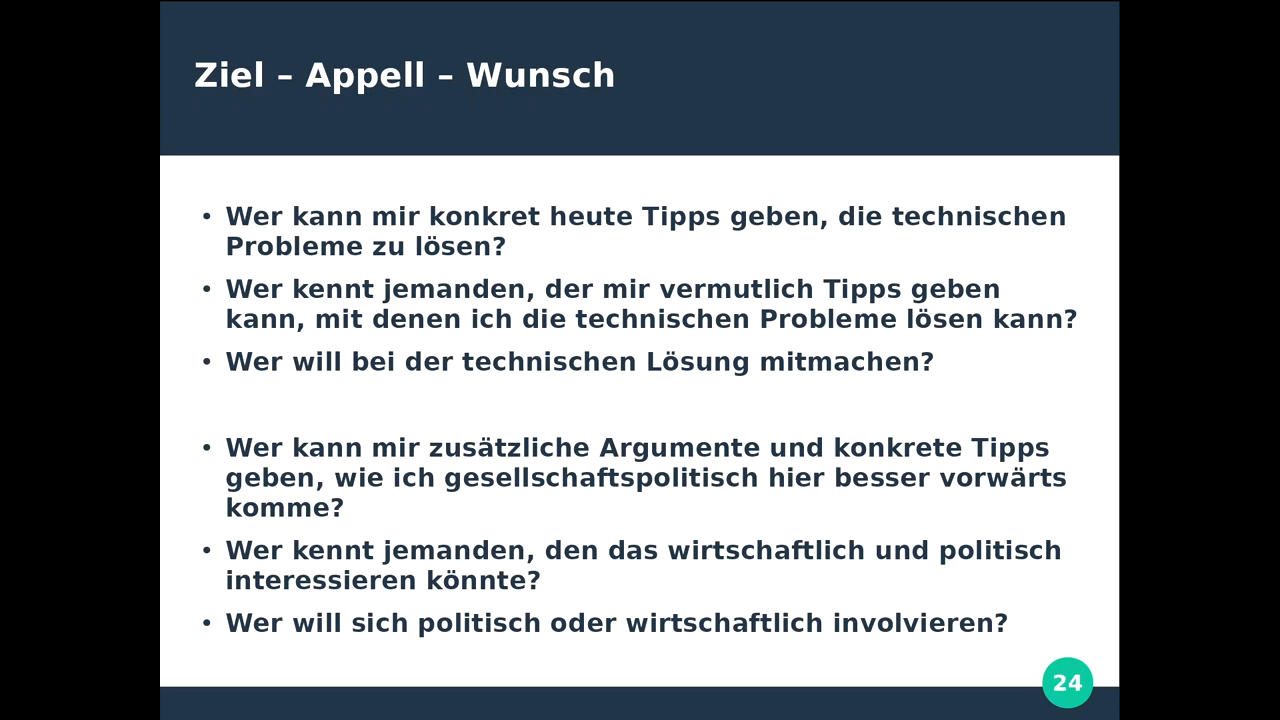 Ziel – Appell – Wunsch
• Wer kann mir konkret heute Tipps geben, die technischen
Probleme zu lösen?
• Wer kennt jemanden, der mir vermutlich Tipps geben
kann, mit denen ich die technischen Probleme lösen kann?
• Wer will bei der technischen Lösung mitmachen?
• Wer kann mir zusätzliche Argumente und konkrete Tipps
geben, wie ich gesellschaftspolitisch hier besser vorwärts
komme?
• Wer kennt jemanden, den das wirtschaftlich und politisch
interessieren könnte?
• Wer will sich politisch oder wirtschaftlich involvieren?
24